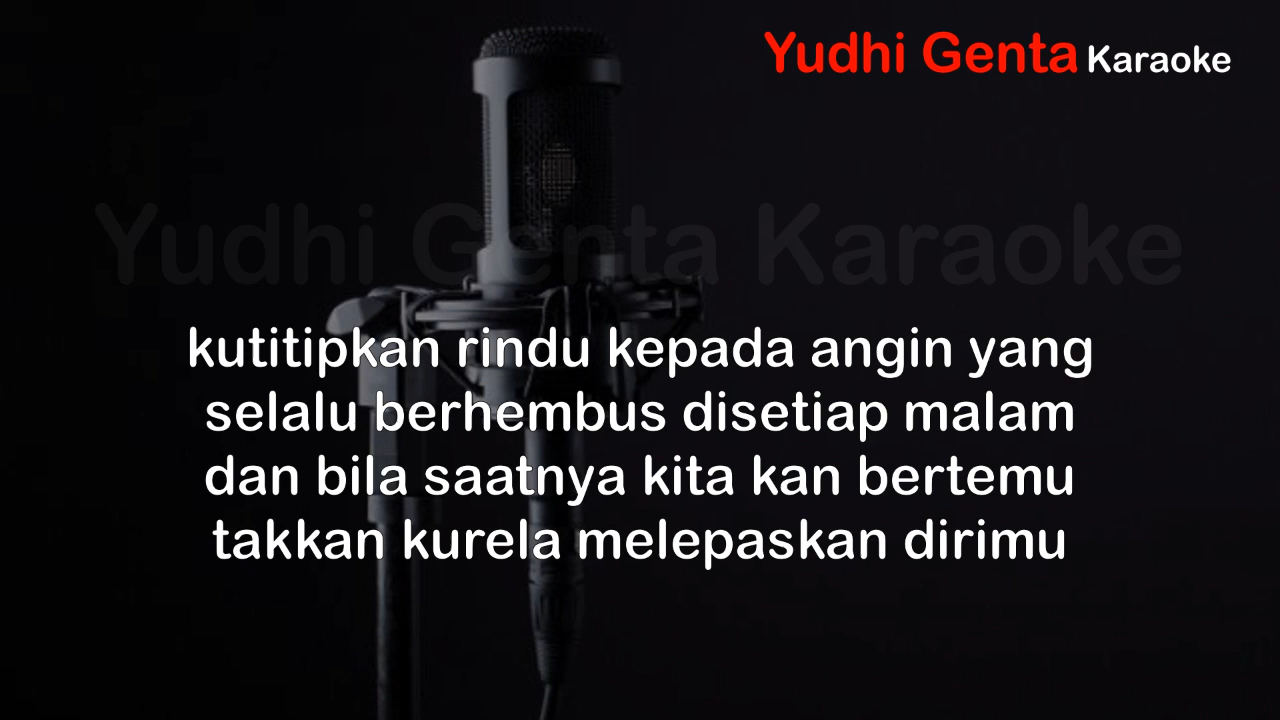 Yudhi Genta Karaoke
Yudhi Genta Karaoke
kutitipkan rindu kepada angin yang
selalu berhembus disetiap malam
dan bila saatnya kita kan bertemu
takkan kurela melepaskan dirimu